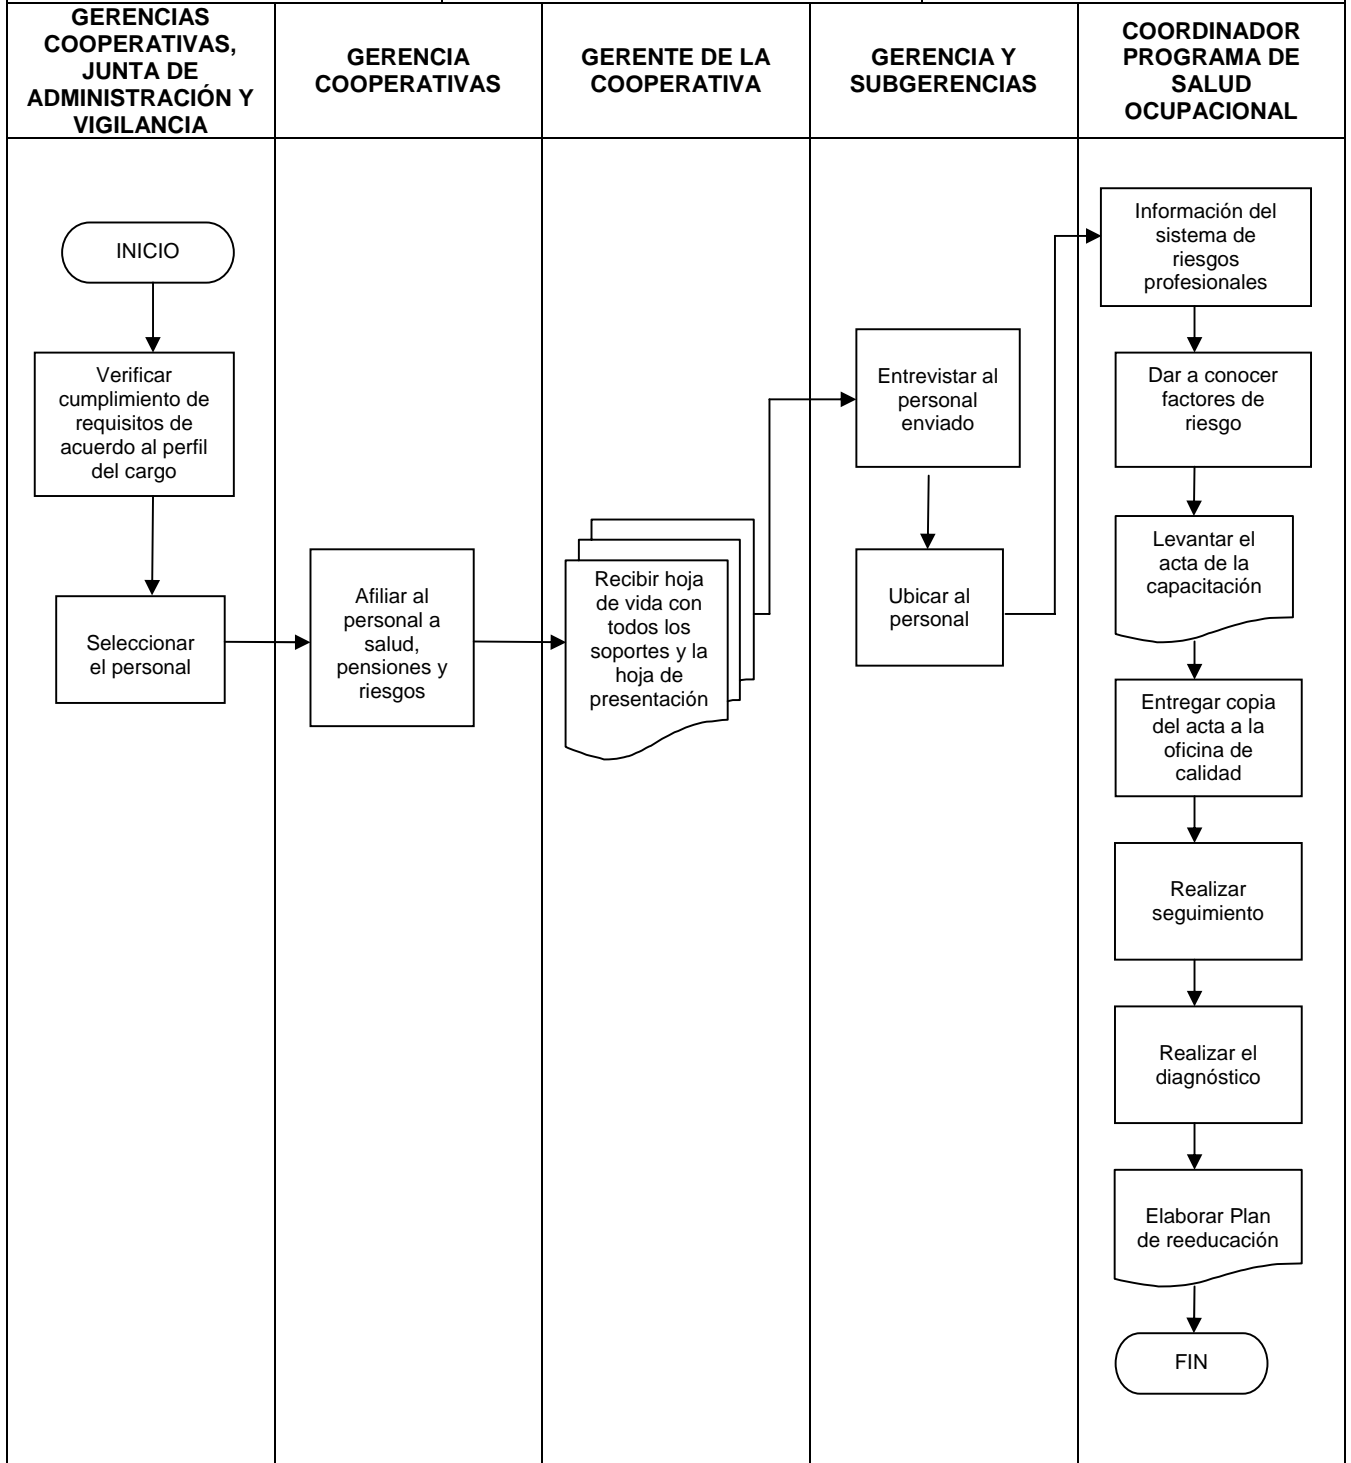 GERENCIAS
COOPERATIVAS,
JUNTA DE
ADMINISTRACIÓN Y
VIGILANCIA
GERENCIA
COOPERATIVAS
GERENTE DE LA
COOPERATIVA
GERENCIA Y
SUBGERENCIAS
COORDINADOR
PROGRAMA DE
SALUD
OCUPACIONAL
INICIO
Verificar
cumplimiento de
requisitos de
acuerdo al perfil
del cargo
Seleccionar
el personal
Afiliar al
personal a
salud,
pensiones y
riesgos
Recibir hoja
de vida con
todos los
soportes y la
hoja de
presentación
Entrevistar al
personal
enviado
Ubicar al
personal
Información del
sistema de
riesgos
profesionales
Dar a conocer
factores de
riesgo
Levantar el
acta de la
capacitación
Entregar copia
del acta a la
oficina de
calidad
Realizar
seguimiento
Realizar el
diagnóstico
Elaborar Plan
de reeducación
FIN